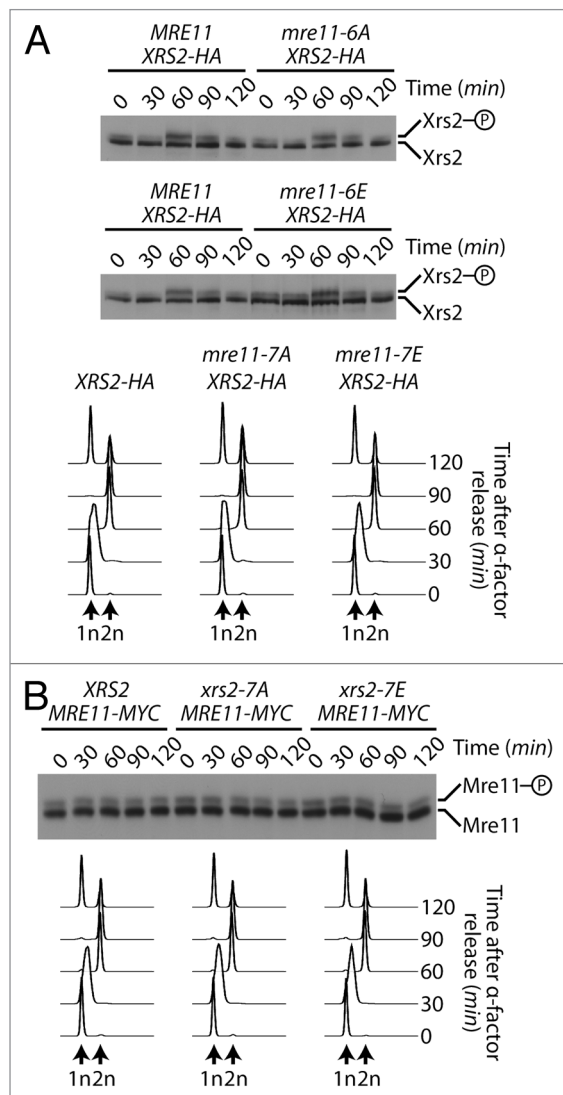 A
MRE11 mre11-6A
XRS2-HA XRS2-HA
0 30 60 90 120 0 30 60 90 120 Time (min)
Xrs2-P
Xrs2
MRE11 mre11-6E
XRS2-HA XRS2-HA
0 30 60 90 120 0 30 60 90 120 Time (min)
Xrs2-P
Xrs2
mre11-7A mre11-7E
XRS2-HA XRS2-HA XRS2-HA
120
90
60
30
0
Time after α-factor
release (min)
1n2n 1n2n 1n2n
B
XRS2 xrs2-7A xrs2-7E
MRE11-MYC MRE11-MYC MRE11-MYC
0 30 60 90 120 0 30 60 90 120 0 30 60 90 120 Time (min)
Mre11-P
Mre11
120
90
60
30
0
Time after α-factor
release (min)
1n2n 1n2n 1n2n